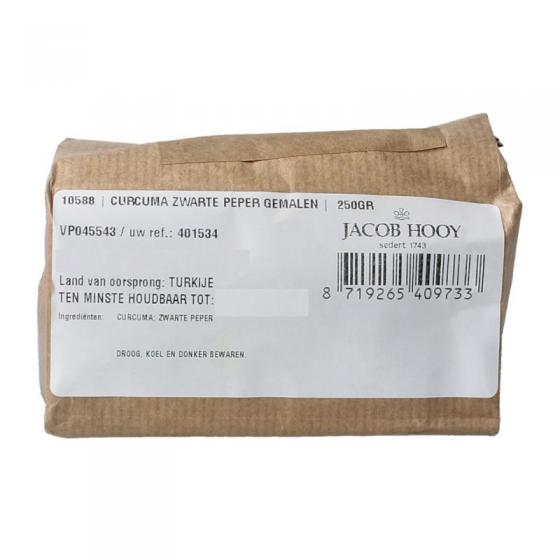 10588 | CURCUMA ZWARTE PEPER GEMALEN | 250GR
VP045543 / uw ref.: 401534
JACOB HOOY
sedert 1743
Land van oorsprong: TURKIJE
TEN MINSTE HOUDBAAR TOT:
8 719265 409733
Ingrediënten: CURCUMA; ZWARTE PEPER
DROOG, KOEL EN DONKER BEWAREN.